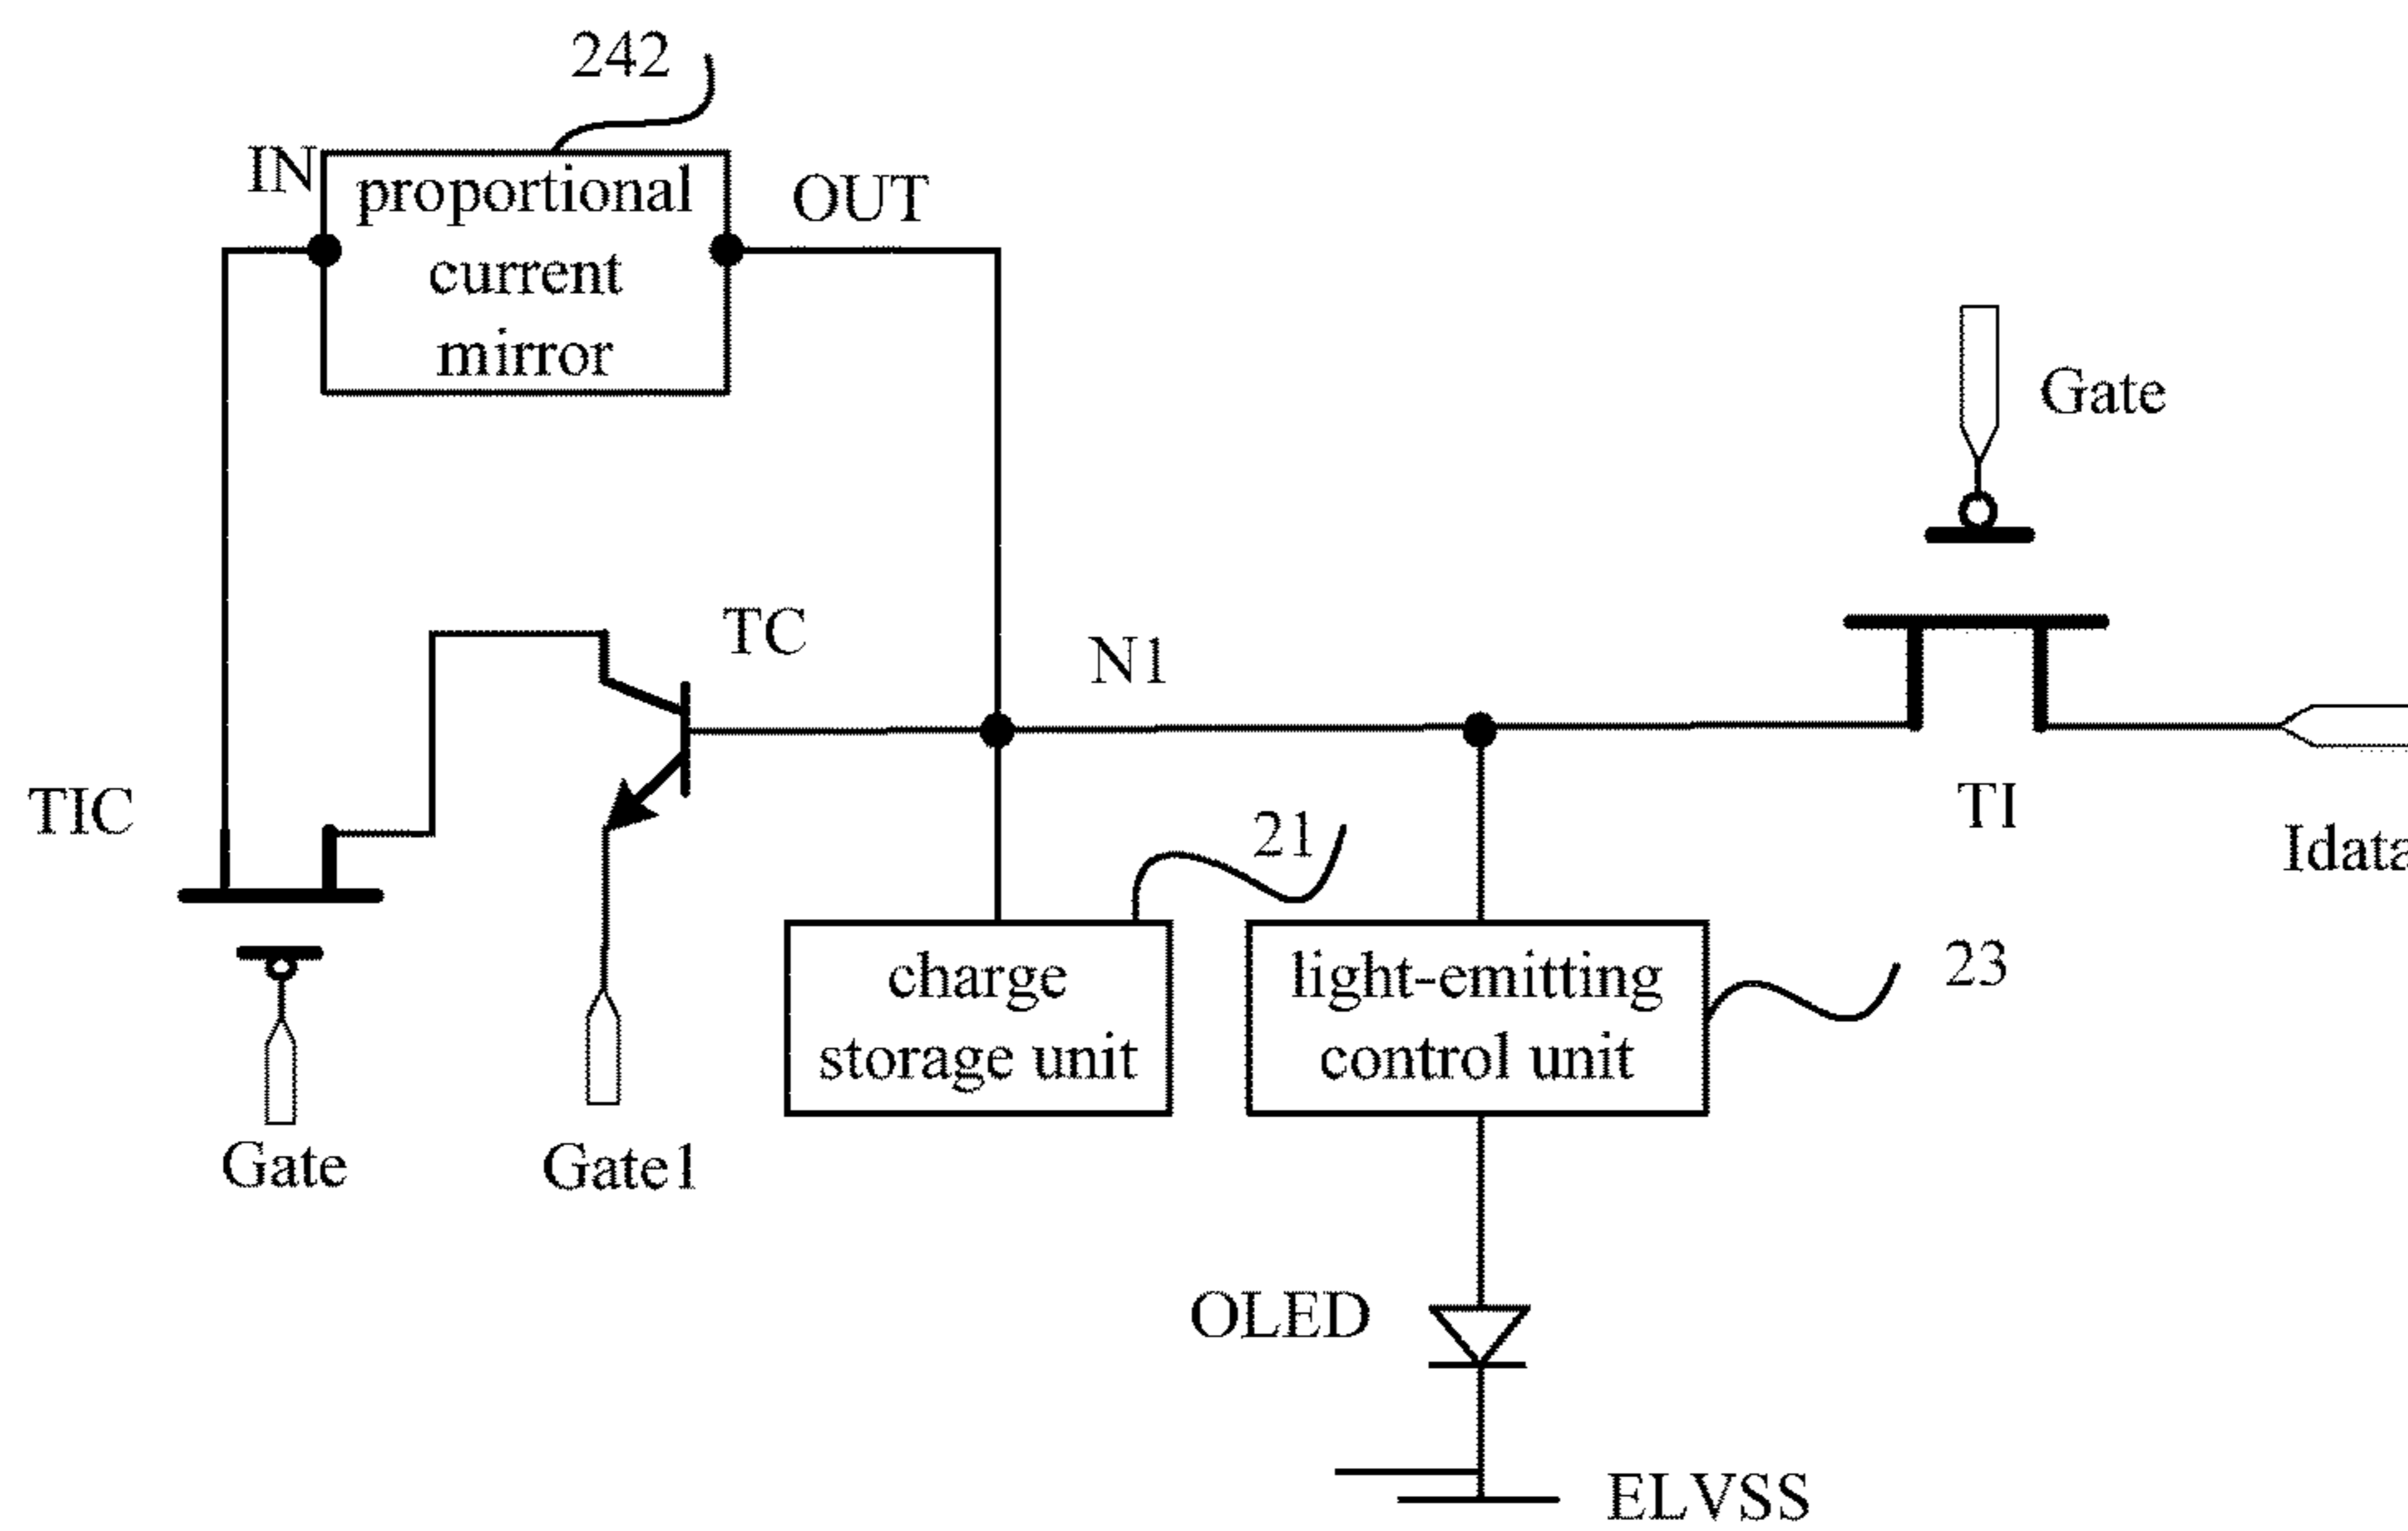 242
IN
proportional
current
mirror
OUT
Gate
TC
N1
TIC
21
TI
Idata
charge
storage unit
light-emitting
control unit
23
Gate
Gate1
OLED
ELVSS